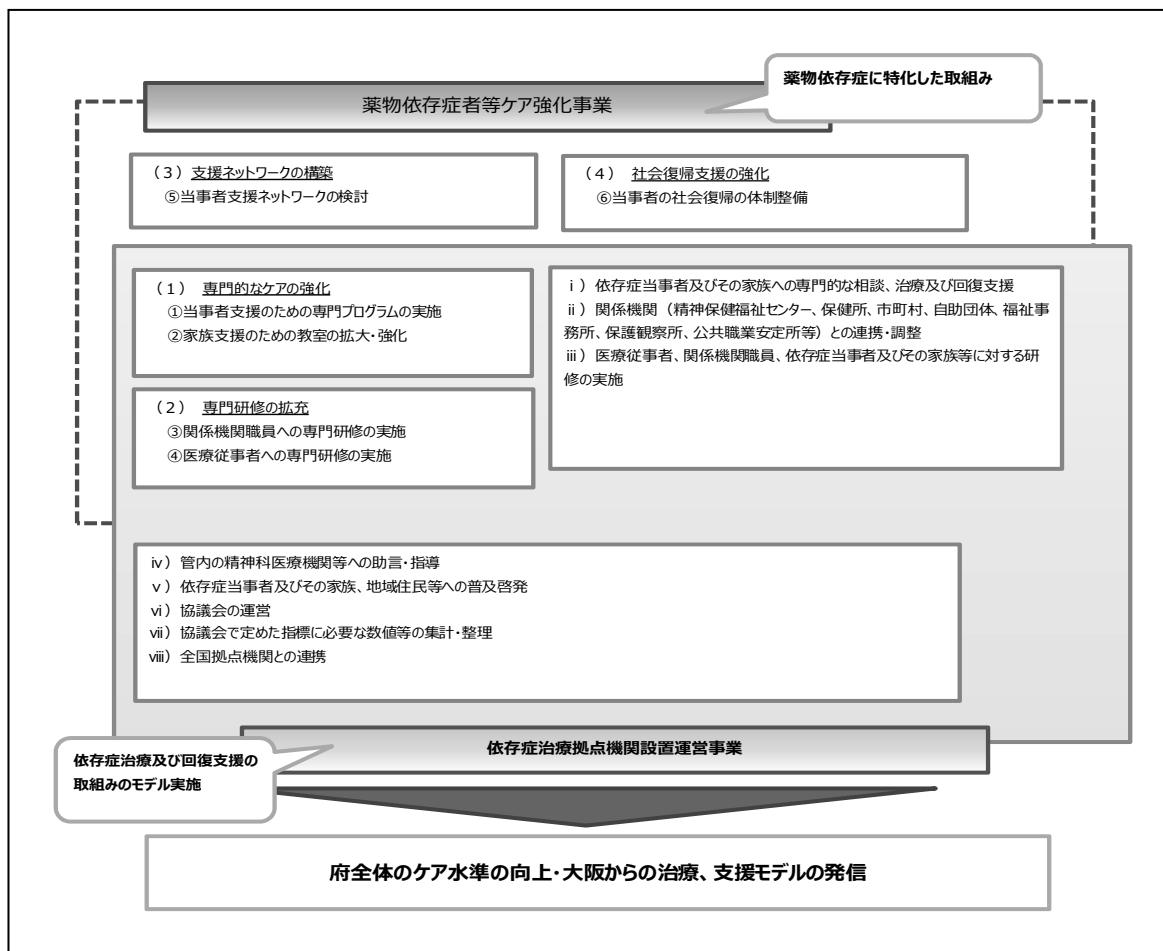 薬物依存症に特化した取組み
薬物依存症者等ケア強化事業
（３）支援ネットワークの構築
⑤当事者支援ネットワークの検討
（４） 社会復帰支援の強化
⑥当事者の社会復帰の体制整備
（１） 専門的なケアの強化
①当事者支援のための専門プログラムの実施
②家族支援のための教室の拡大・強化
ⅰ）依存症当事者及びその家族への専門的な相談、治療及び回復支援
ⅱ）関係機関（精神保健福祉センター、保健所、市町村、自助団体、福祉事
務所、保護観察所、公共職業安定所等）との連携・調整
ⅲ）医療従事者、関係機関職員、依存症当事者及びその家族等に対する研
修の実施
（２） 専門研修の拡充
③関係機関職員への専門研修の実施
④医療従事者への専門研修の実施
ⅳ）管内の精神科医療機関等への助言・指導
ⅴ）依存症当事者及びその家族、地域住民等への普及啓発
ⅵ）協議会の運営
ⅶ）協議会で定めた指標に必要な数値等の集計・整理
ⅷ）全国拠点機関との連携
依存症治療拠点機関設置運営事業
依存症治療及び回復支援の
取組みのモデル実施
府全体のケア水準の向上・大阪からの治療、支援モデルの発信